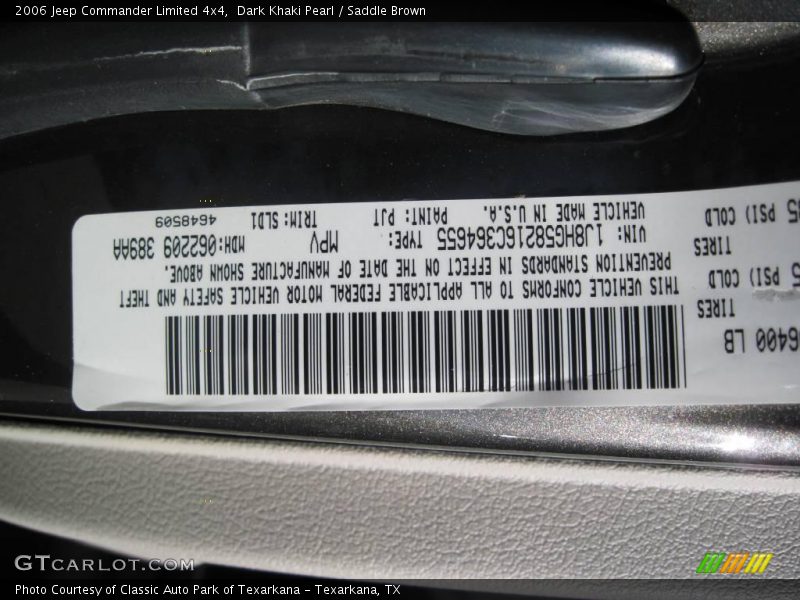 2006 Jeep Commander Limited 4x4,  Dark Khaki Pearl / Saddle Brown
6400 LB
TIRES
PSI) COLD
TIRES
PSI) COLD
THIS VEHICLE CONFORMS TO ALL APPLICABLE FEDERAL MOTOR VEHICLE SAFETY AND THEFT
PREVENTION STANDARDS IN EFFECT ON THE DATE OF MANUFACTURE SHOWN ABOVE.
VIN: 1J8HG58216C364655 TYPE: MPV MDH:062209 389AA
VEHICLE MADE IN U.S.A. PAINT: PJT TRIM:SLD1 4648509
GTCARLOT.COM
Photo Courtesy of Classic Auto Park of Texarkana - Texarkana, TX